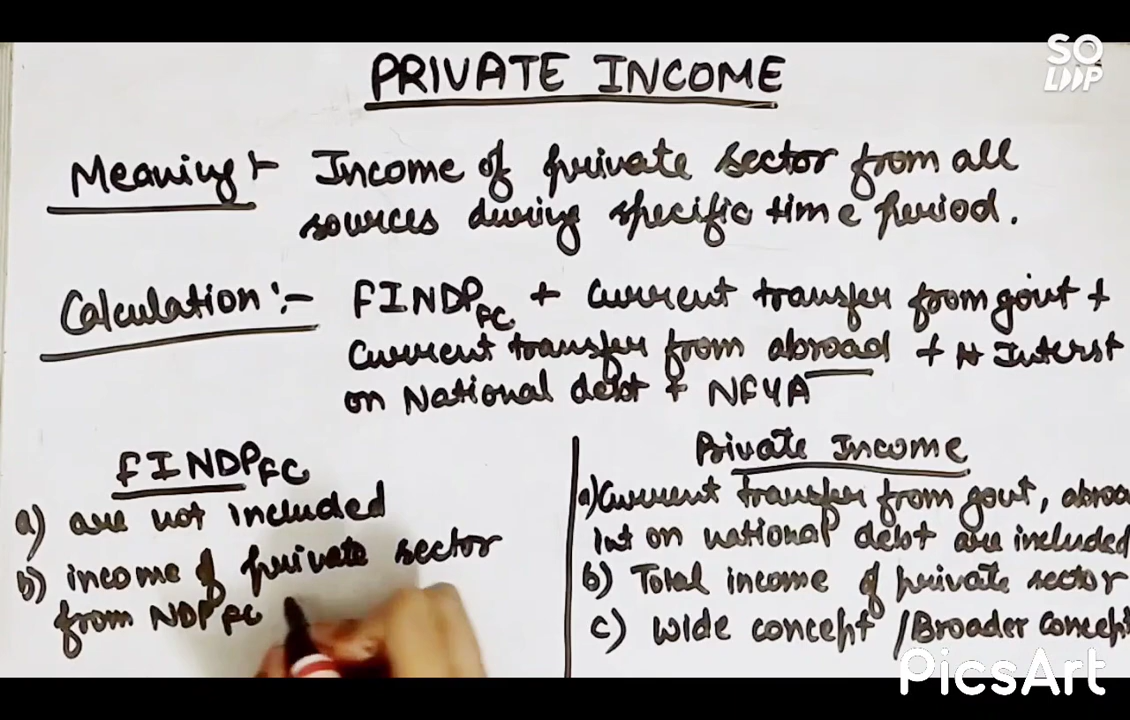 PRIVATE INCOME
SO
LOOP
Meaning :- Income of private sector from all
sources during specific time period.
Calculation :- FINDPFC + Current transfer from govt +
Current transfer from abroad + Interst
on National debt + NFYA
FINDPFC
a) are not included
b) income of private sector
from NDPFC
Private Income
a) Current transfer from govt, abroa
int on national debt are included
b) Total income of private sector
c) Wide concept / Broader concept
PicsArt